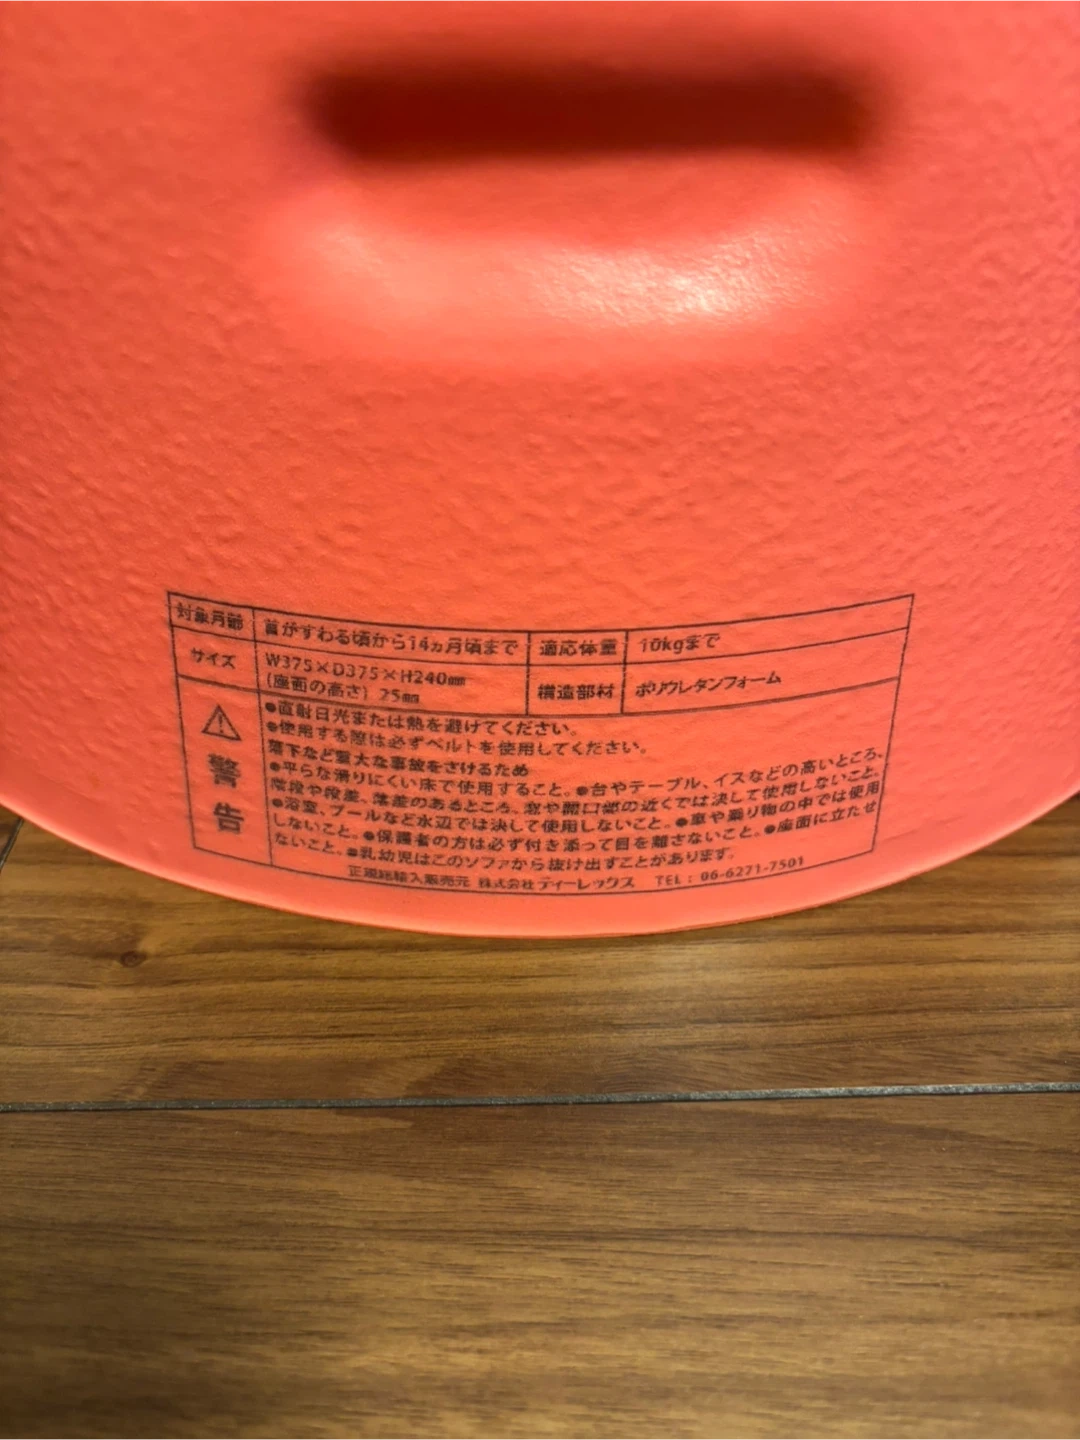 対象月齢 首がすわる頃から14ヵ月頃まで 適応体重 10kgまで
サイズ W375×D375×H240㎜
(座面の高さ) 25㎜ 構造部材 ポリウレタンフォーム
⚠
警
告
●直射日光または熱を避けてください。
●使用する際は必ずベルトを使用してください。
落下など重大な事故をさけるため
●平らな滑りにくい床で使用すること。●台やテーブル、イスなどの高いところ、
階段や段差、落差のあるところ、窓や開口部の近くでは決して使用しないこと。
●浴室、プールなど水辺では決して使用しないこと。●車や乗り物の中では使用
しないこと。●保護者の方は必ず付き添って目を離さないこと。●座面に立たせ
ないこと。●乳幼児はこのソファから抜け出すことがあります。
正規総輸入販売元 株式会社ティーレックス TEL : 06-6271-7501